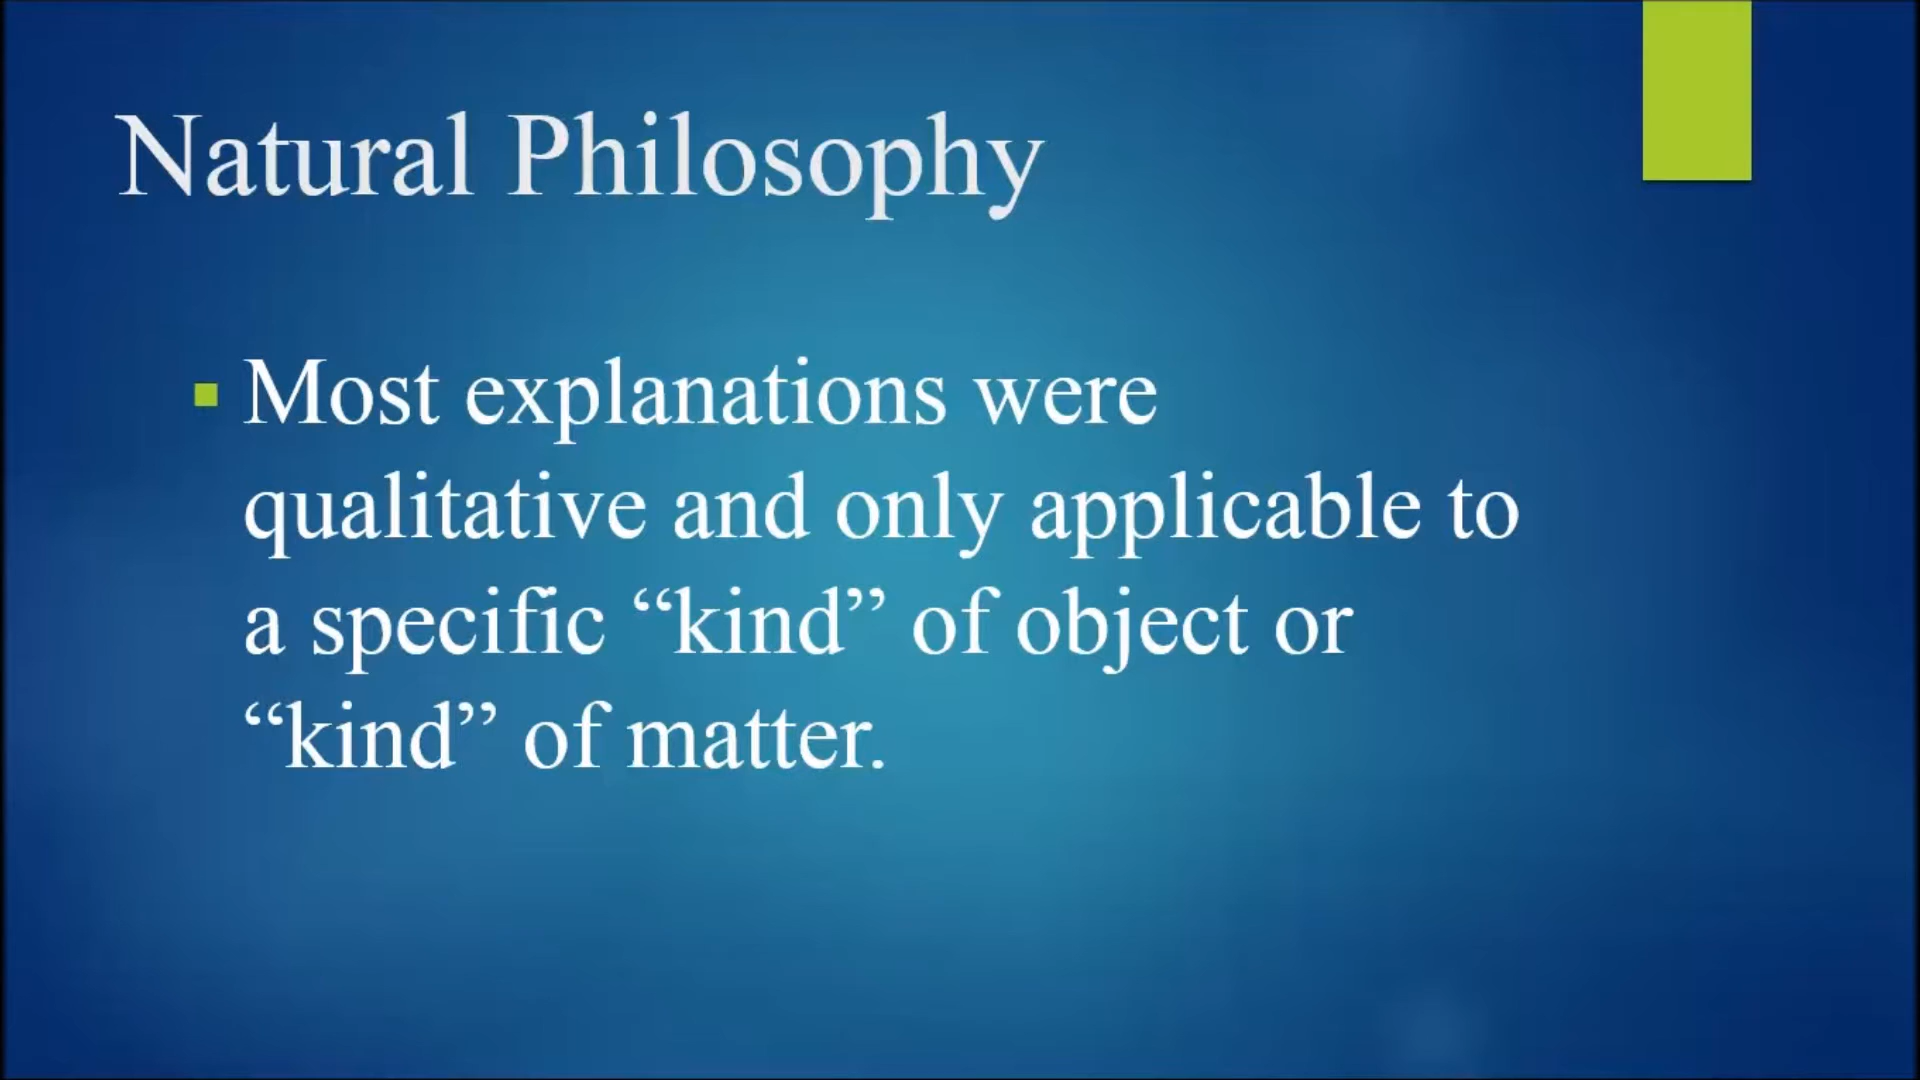 Natural Philosophy
Most explanations were
qualitative and only applicable to
a specific “kind” of object or
“kind” of matter.